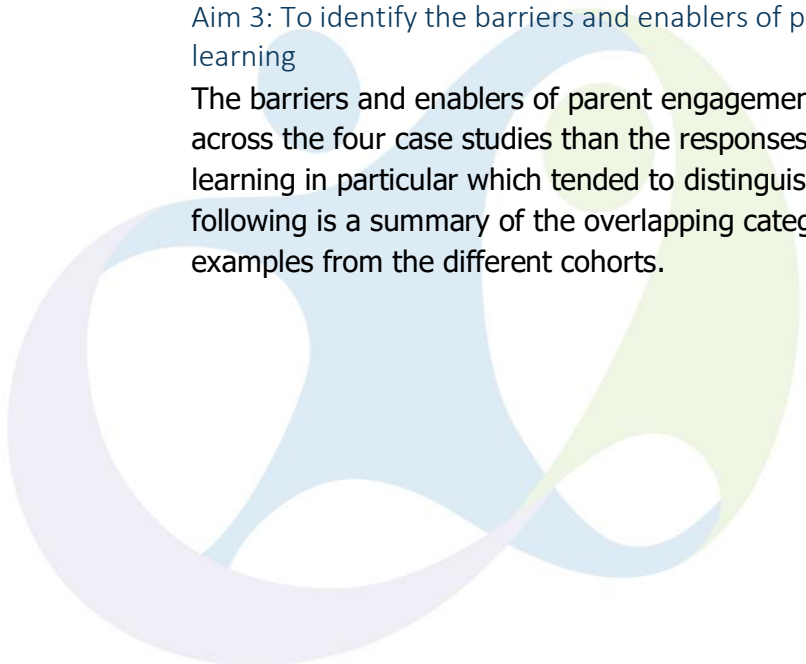 Aim 3: To identify the barriers and enablers of p
learning
The barriers and enablers of parent engagemen
across the four case studies than the responses
learning in particular which tended to distinguis
following is a summary of the overlapping categ
examples from the different cohorts.